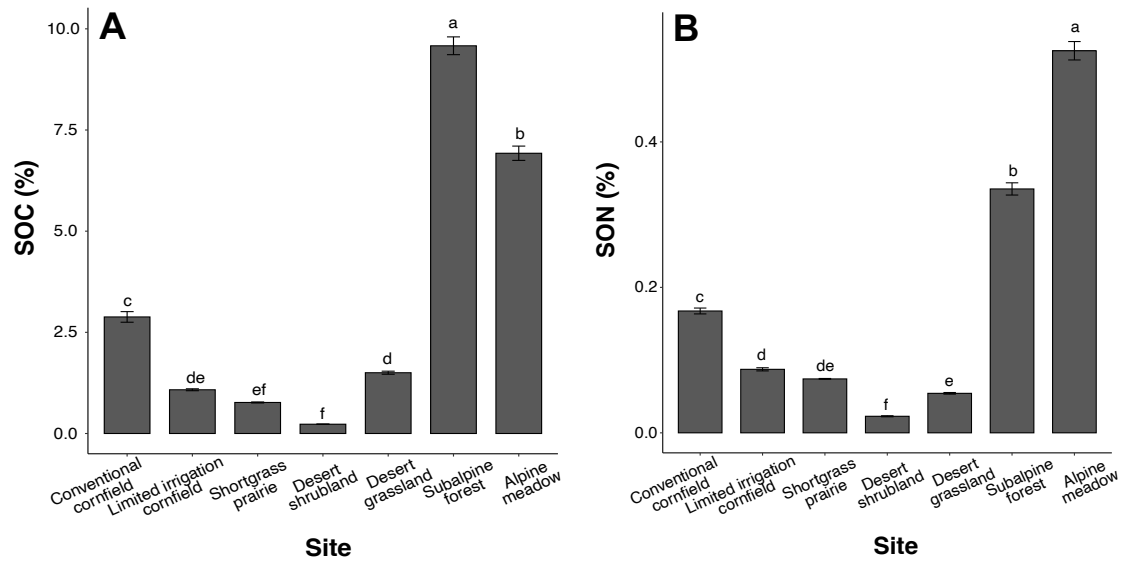 A
SOC (%)
10.0
7.5
5.0
2.5
0.0
c
de
ef
f
d
a
b
Conventional
cornfield
Limited irrigation
cornfield
Shortgrass
prairie
Desert
shrubland
Desert
grassland
Subalpine
forest
Alpine
meadow
Site
B
SON (%)
0.4
0.2
0.0
c
d
de
f
e
b
a
Conventional
cornfield
Limited irrigation
cornfield
Shortgrass
prairie
Desert
shrubland
Desert
grassland
Subalpine
forest
Alpine
meadow
Site